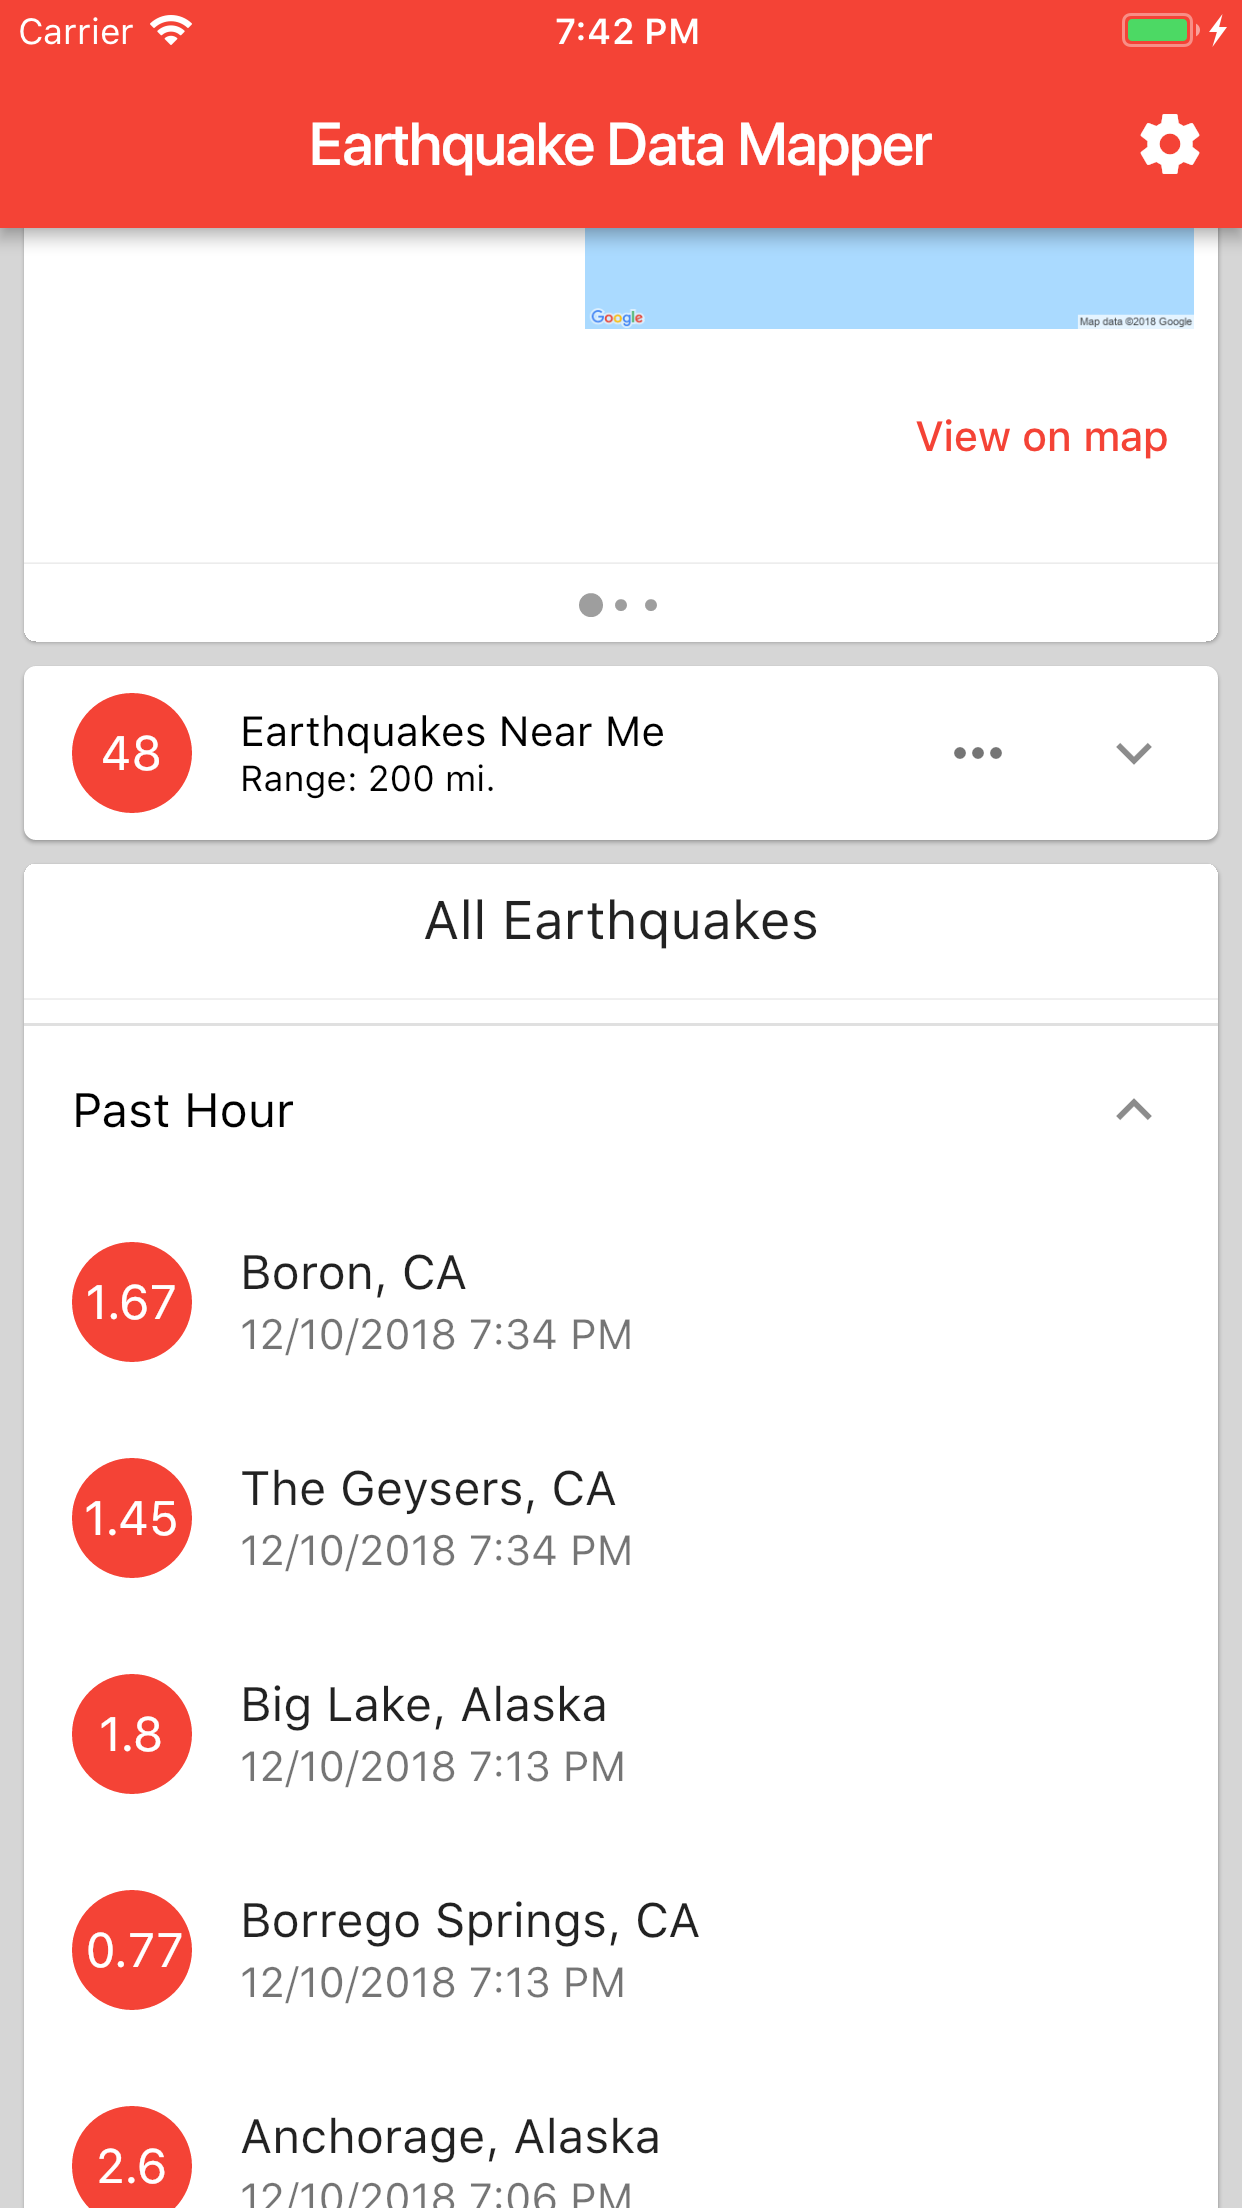 Carrier 7:42 PM
Earthquake Data Mapper
Google Map data ©2018 Google
View on map
48
Earthquakes Near Me
Range: 200 mi.
All Earthquakes
Past Hour
1.67
Boron, CA
12/10/2018 7:34 PM
1.45
The Geysers, CA
12/10/2018 7:34 PM
1.8
Big Lake, Alaska
12/10/2018 7:13 PM
0.77
Borrego Springs, CA
12/10/2018 7:13 PM
2.6
Anchorage, Alaska
12/10/2018 7:06 PM